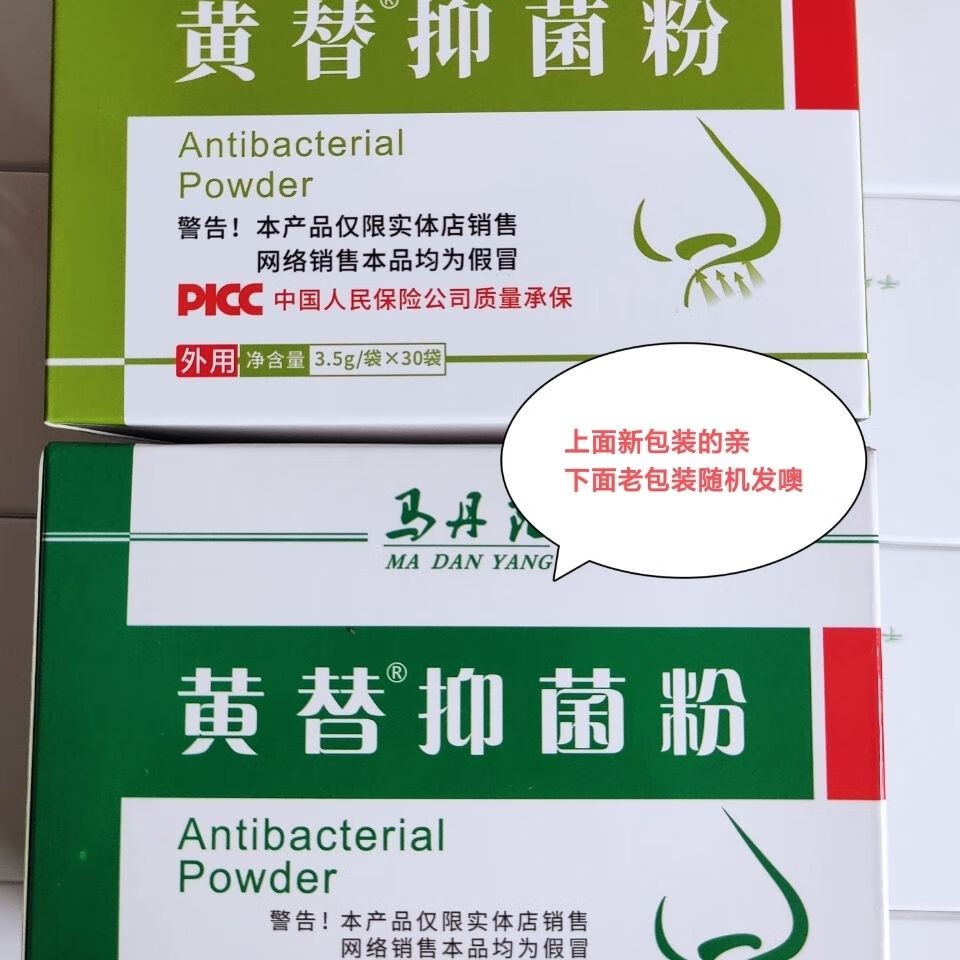 黄替®抑菌粉
Antibacterial
Powder
警告！本产品仅限实体店销售
网络销售本品均为假冒
PICC 中国人民保险公司质量承保
外用 净含量 3.5g/袋×30袋
上面新包装的亲
下面老包装随机发噢
马丹
MA DAN YANG
黄替®抑菌粉
Antibacterial
Powder
警告！本产品仅限实体店销售
网络销售本品均为假冒